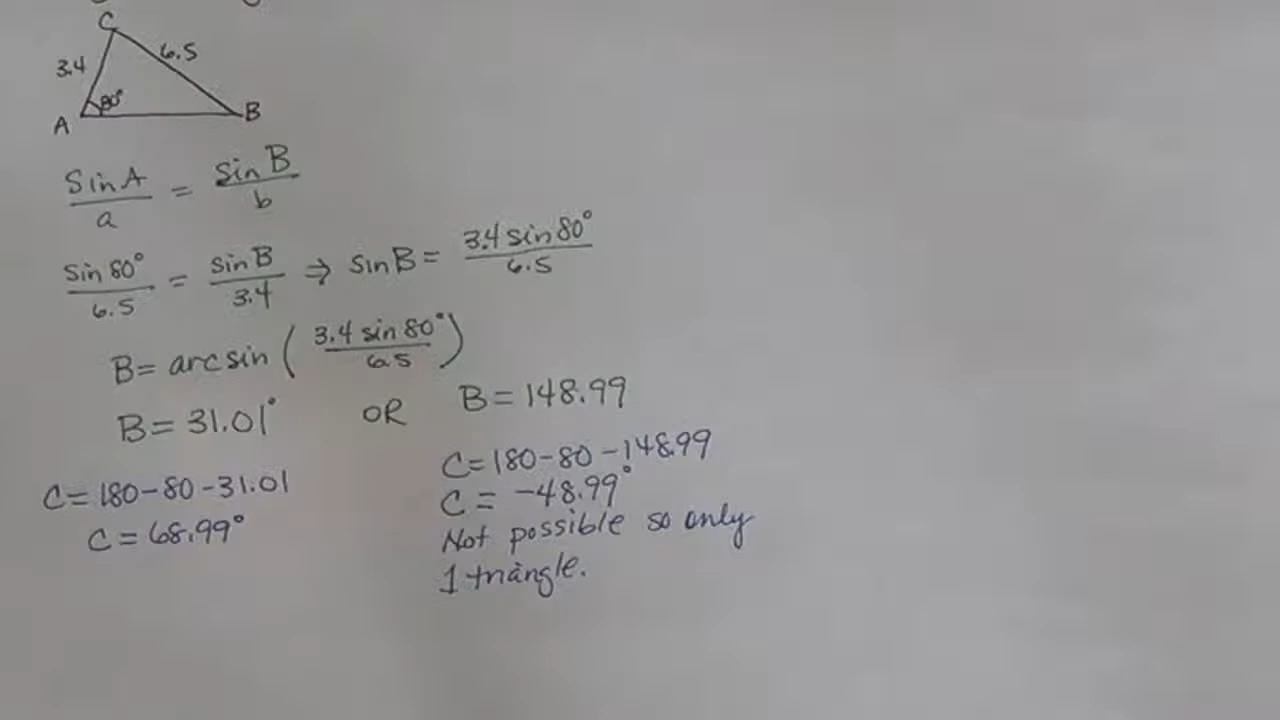 C
3.4
6.5
80°
A
B
Sin A / a = Sin B / b
Sin 80° / 6.5 = sin B / 3.4 ⇒ sin B = 3.4 sin 80° / 6.5
B = arcsin ( 3.4 sin 80° / 6.5 )
B = 31.01° OR B = 148.99
C = 180 - 80 - 31.01
C = 68.99°
C = 180 - 80 - 148.99
C = -48.99°
Not possible so only
1 triangle.